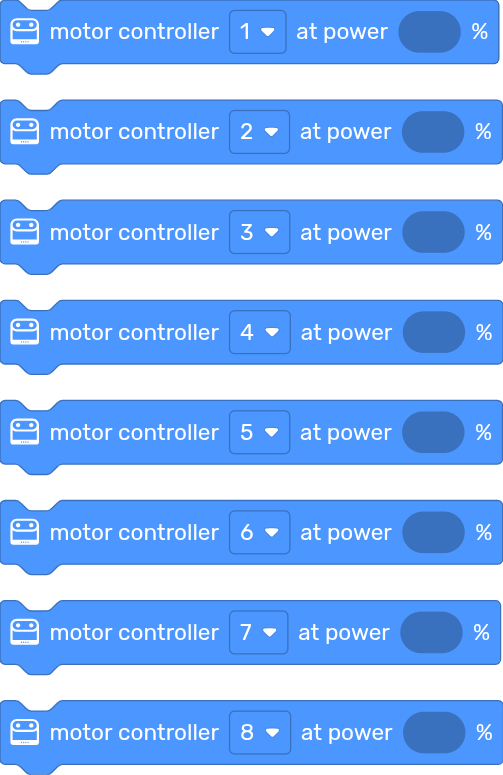 motor controller 1 at power %
motor controller 2 at power %
motor controller 3 at power %
motor controller 4 at power %
motor controller 5 at power %
motor controller 6 at power %
motor controller 7 at power %
motor controller 8 at power %